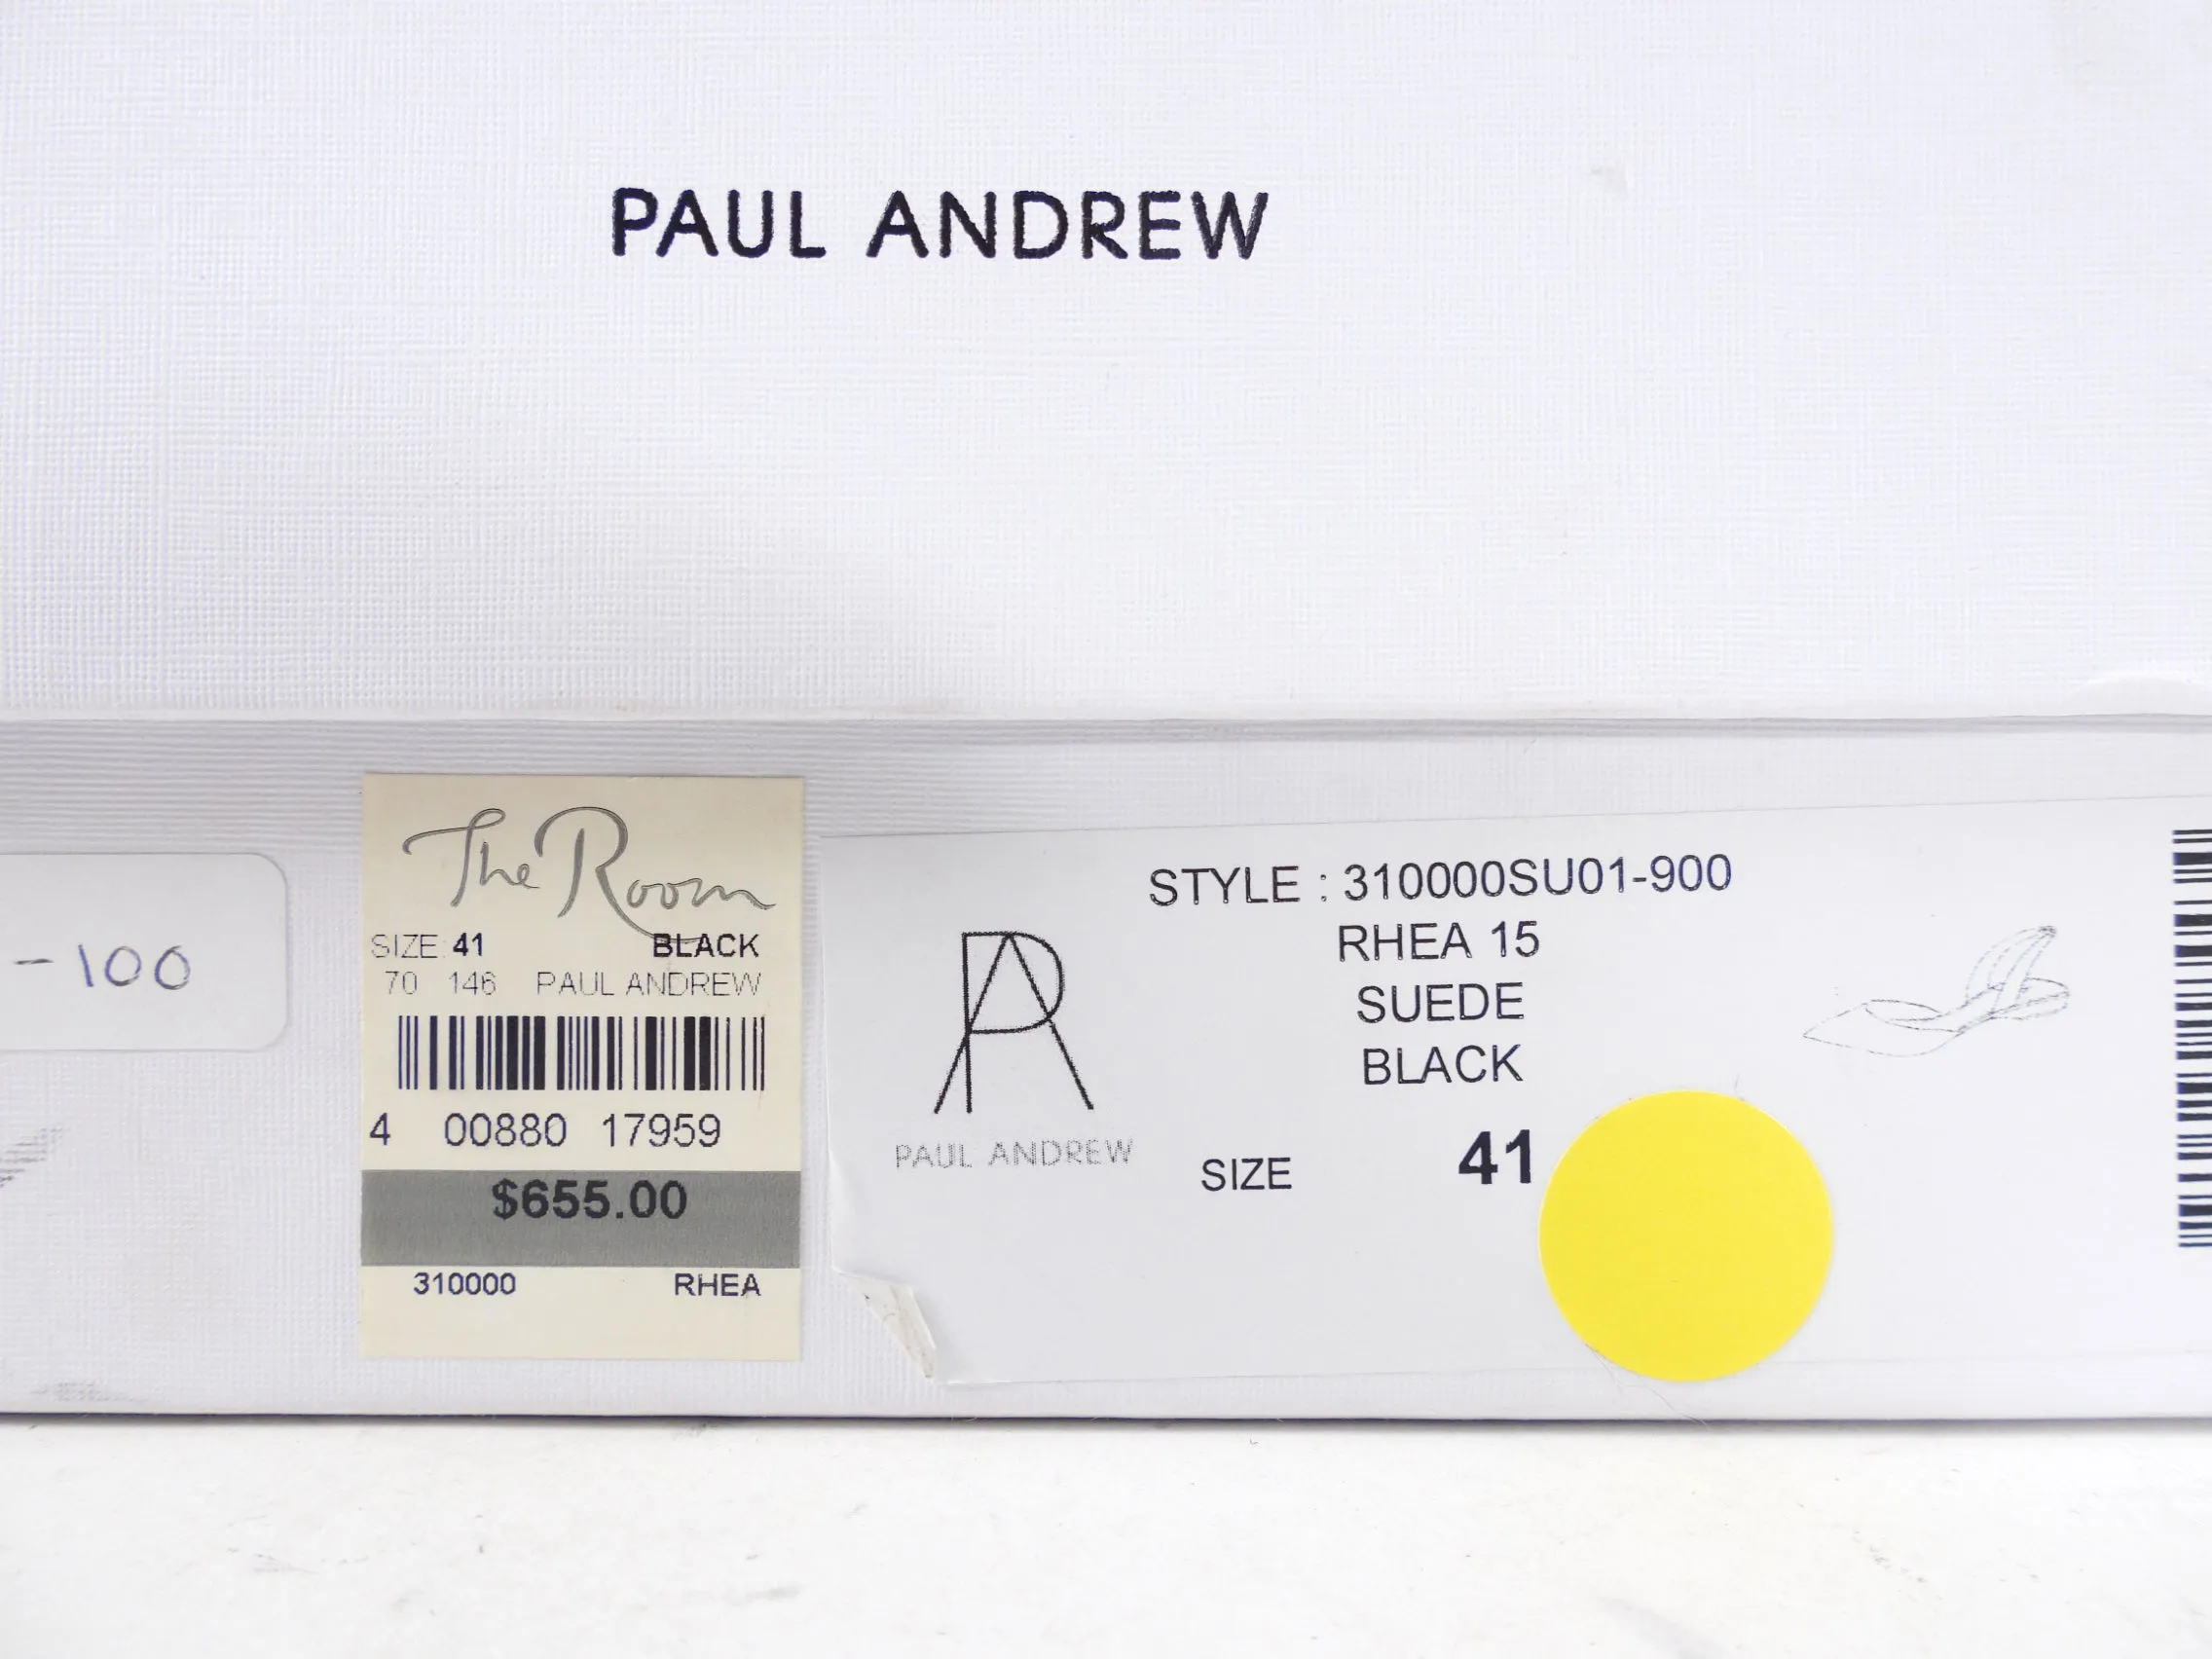 PAUL ANDREW
-100
The Room
SIZE: 41 BLACK
70 146 PAUL ANDREW
4 00880 17959
$655.00
310000 RHEA
STYLE : 310000SU01-900
RHEA 15
SUEDE
BLACK
PA
PAUL ANDREW
SIZE 41